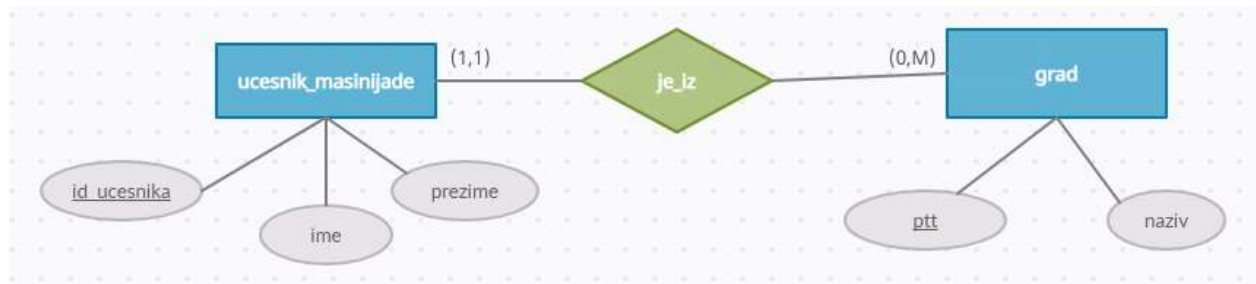 ucesnik_masinijade
(1,1)
je_iz
(0,M)
grad
id_ucesnika
ime
prezime
ptt
naziv